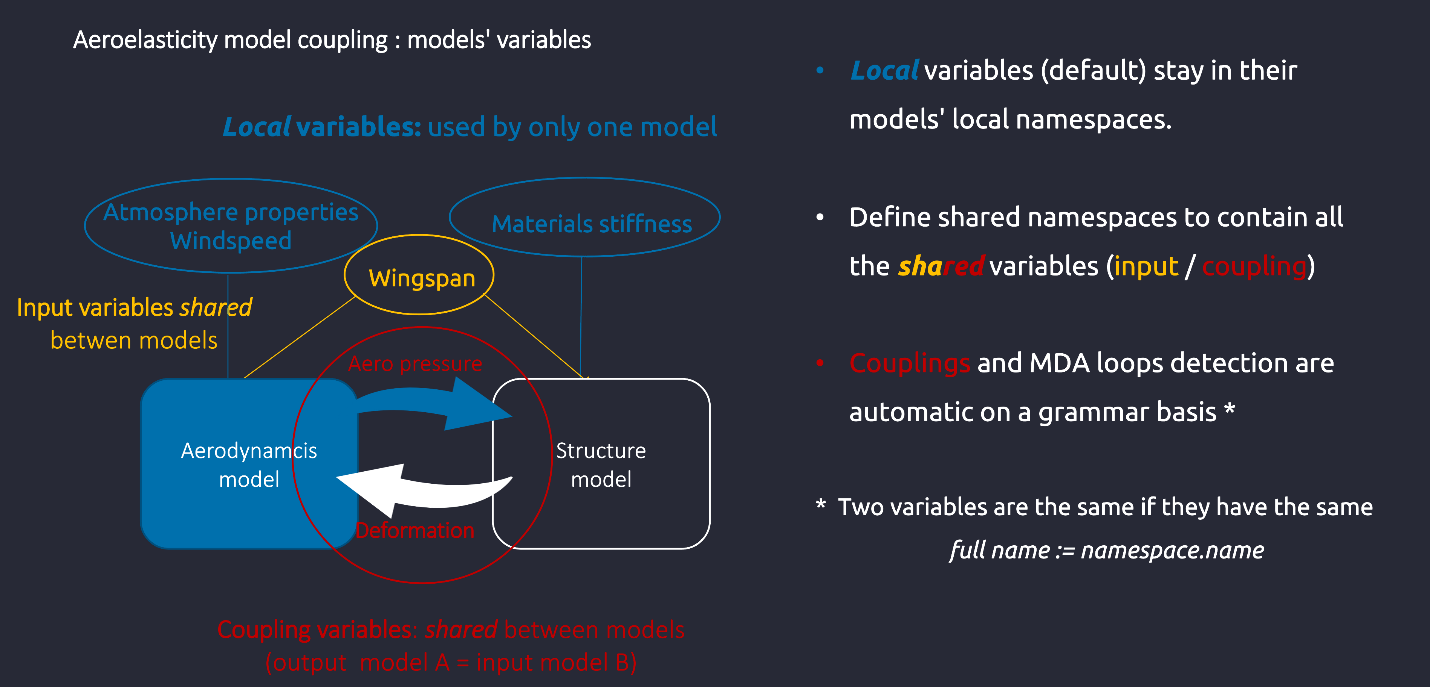 Aeroelasticity model coupling : models' variables
Local variables: used by only one model
Atmosphere properties
Windspeed
Materials stiffness
Wingspan
Input variables shared
betwen models
Aero pressure
Aerodynamcis
model
Structure
model
Deformation
Coupling variables: shared between models
(output model A = input model B)
• Local variables (default) stay in their
models' local namespaces.
• Define shared namespaces to contain all
the shared variables (input / coupling)
• Couplings and MDA loops detection are
automatic on a grammar basis *
* Two variables are the same if they have the same
full name := namespace.name